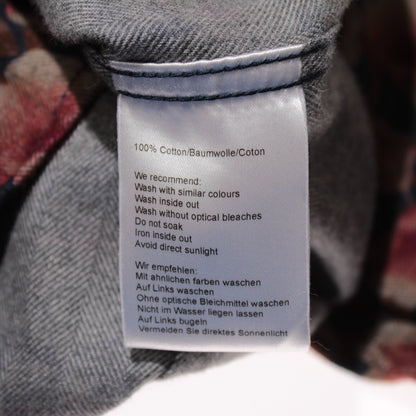 100% Cotton/Baumwolle/Coton
We recommend:
Wash with similar colours
Wash inside out
Wash without optical bleaches
Do not soak
Iron inside out
Avoid direct sunlight
Wir empfehlen:
Mit ahnlichen farben waschen
Auf Links waschen
Ohne optische Bleichmittel waschen
Nicht im Wasser liegen lassen
Auf Links bugeln
Vermelden Sie direktes Sonnenlicht